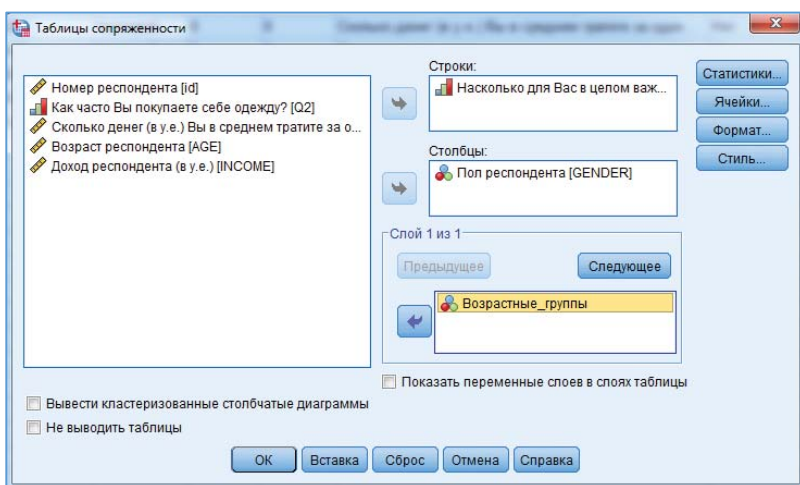 Таблицы сопряженности
Номер респондента [id]
Как часто Вы покупаете себе одежду? [Q2]
Сколько денег (в у.е.) Вы в среднем тратите за о...
Возраст респондента [AGE]
Доход респондента (в у.е.) [INCOME]
Строки:
Насколько для Вас в целом важ...
Столбцы:
Пол респондента [GENDER]
Слой 1 из 1
Предыдущее
Следующее
Возрастные_группы
Показать переменные слоев в слоях таблицы
Статистики...
Ячейки...
Формат...
Стиль...
Вывести кластеризованные столбчатые диаграммы
Не выводить таблицы
ОК
Вставка
Сброс
Отмена
Справка